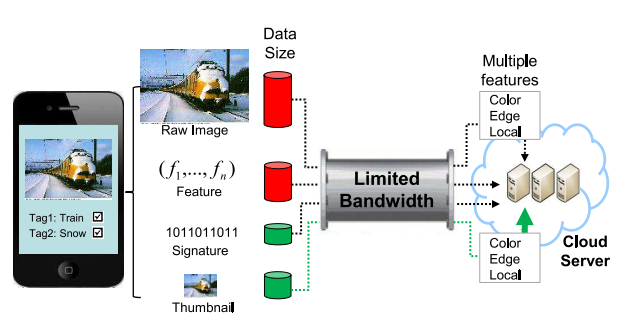 Data
Size
Multiple
features
Color
Edge
Local
Raw Image
(f1,...,fn)
Feature
Limited
Bandwidth
Tag1: Train
Tag2: Snow
1011011011
Signature
Color
Edge
Local
Cloud
Server
Thumbnail